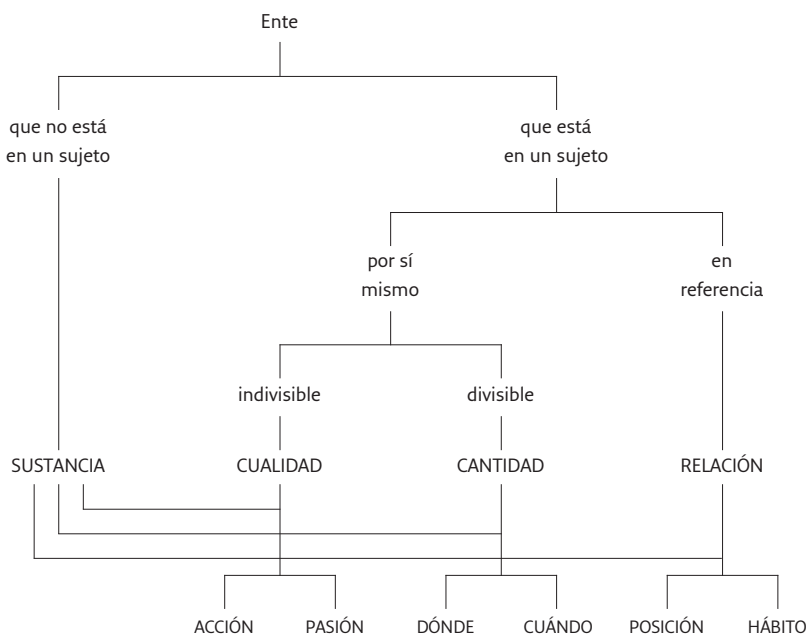 Ente
que no está
en un sujeto
que está
en un sujeto
por sí
mismo
en
referencia
indivisible
divisible
SUSTANCIA
CUALIDAD
CANTIDAD
RELACIÓN
ACCIÓN
PASIÓN
DÓNDE
CUÁNDO
POSICIÓN
HÁBITO